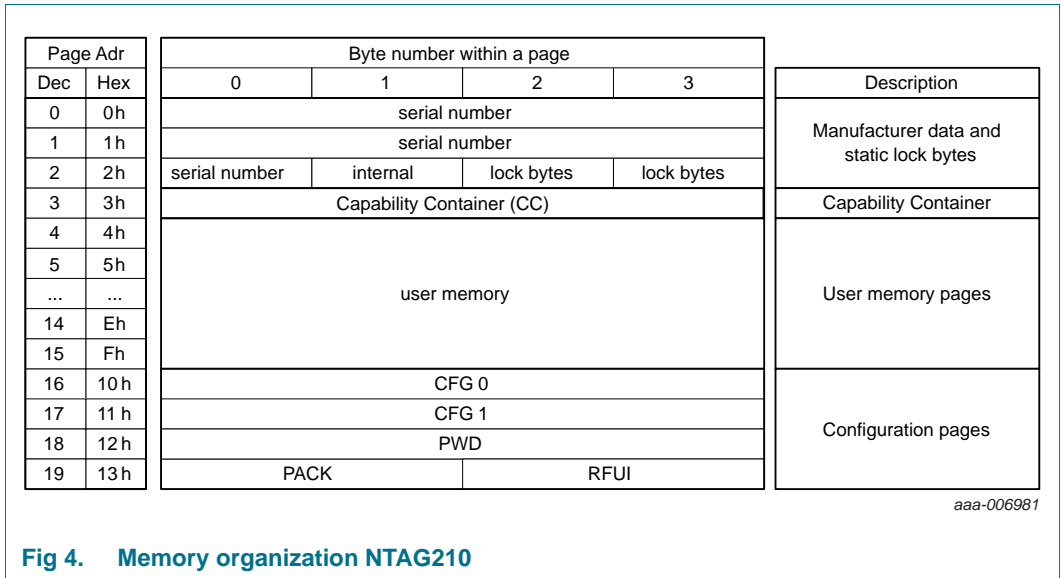 Page Adr Byte number within a page
Dec Hex 0 1 2 3 Description
0 0h serial number
Manufacturer data and
1 1h serial number
static lock bytes
2 2h serial number internal lock bytes lock bytes
3 3h Capability Container (CC) Capability Container
4 4h
5 5h
... ... user memory User memory pages
14 Eh
15 Fh
16 10h CFG 0
17 11h CFG 1
Configuration pages
18 12h PWD
19 13h PACK RFUI
aaa-006981
Fig 4. Memory organization NTAG210